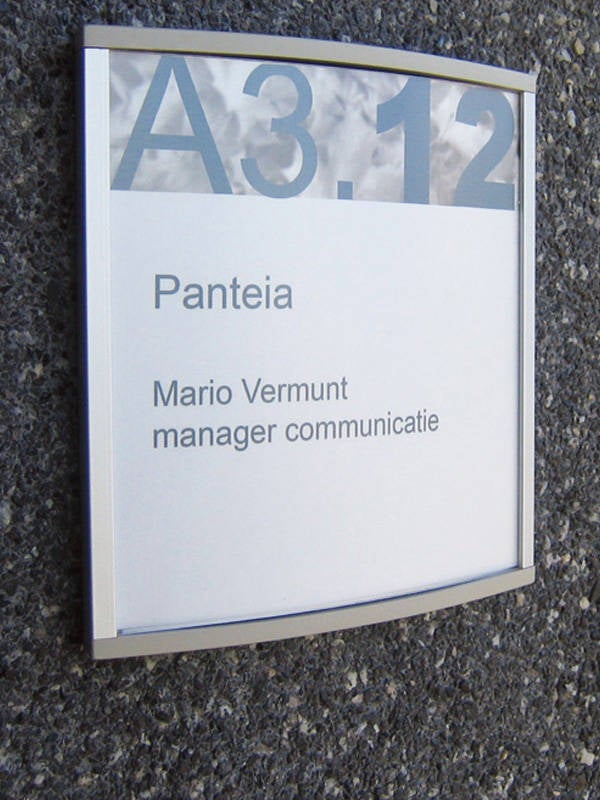 A3.12
Panteia
Mario Vermunt
manager communicatie